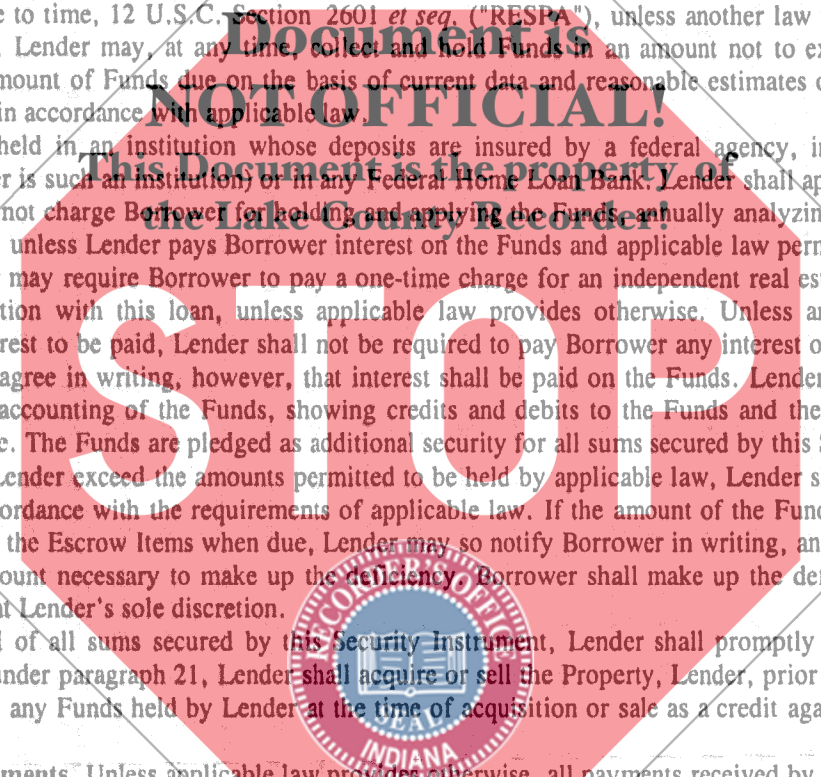 e to time, 12 U.S.C. Section 2601 et seq. ("RESPA"), unless another law
Document is
. Lender may, at any time, collect and hold Funds in an amount not to ex
mount of Funds due on the basis of current data and reasonable estimates o
NOT OFFICIAL!
in accordance with applicable law.
held in an institution whose deposits are insured by a federal agency, in
This Document is the property of
er is such an institution) or in any Federal Home Loan Bank. Lender shall ap
the Lake County Recorder!
not charge Borrower for holding and applying the Funds, annually analyzin
unless Lender pays Borrower interest on the Funds and applicable law perm
may require Borrower to pay a one-time charge for an independent real es
tion with this loan, unless applicable law provides otherwise. Unless a
rest to be paid, Lender shall not be required to pay Borrower any interest o
agree in writing, however, that interest shall be paid on the Funds. Lender
accounting of the Funds, showing credits and debits to the Funds and the
STOP
e. The Funds are pledged as additional security for all sums secured by this S
Lender exceed the amounts permitted to be held by applicable law, Lender s
ordance with the requirements of applicable law. If the amount of the Fun
the Escrow Items when due, Lender may so notify Borrower in writing, an
ount necessary to make up the deficiency. Borrower shall make up the de
at Lender's sole discretion.
l of all sums secured by this Security Instrument, Lender shall promptly
under paragraph 21, Lender shall acquire or sell the Property, Lender, prior
any Funds held by Lender at the time of acquisition or sale as a credit aga
RECORDER'S OFFICE
SEAL
INDIANA
ments. Unless applicable law provides otherwise, all payments received by